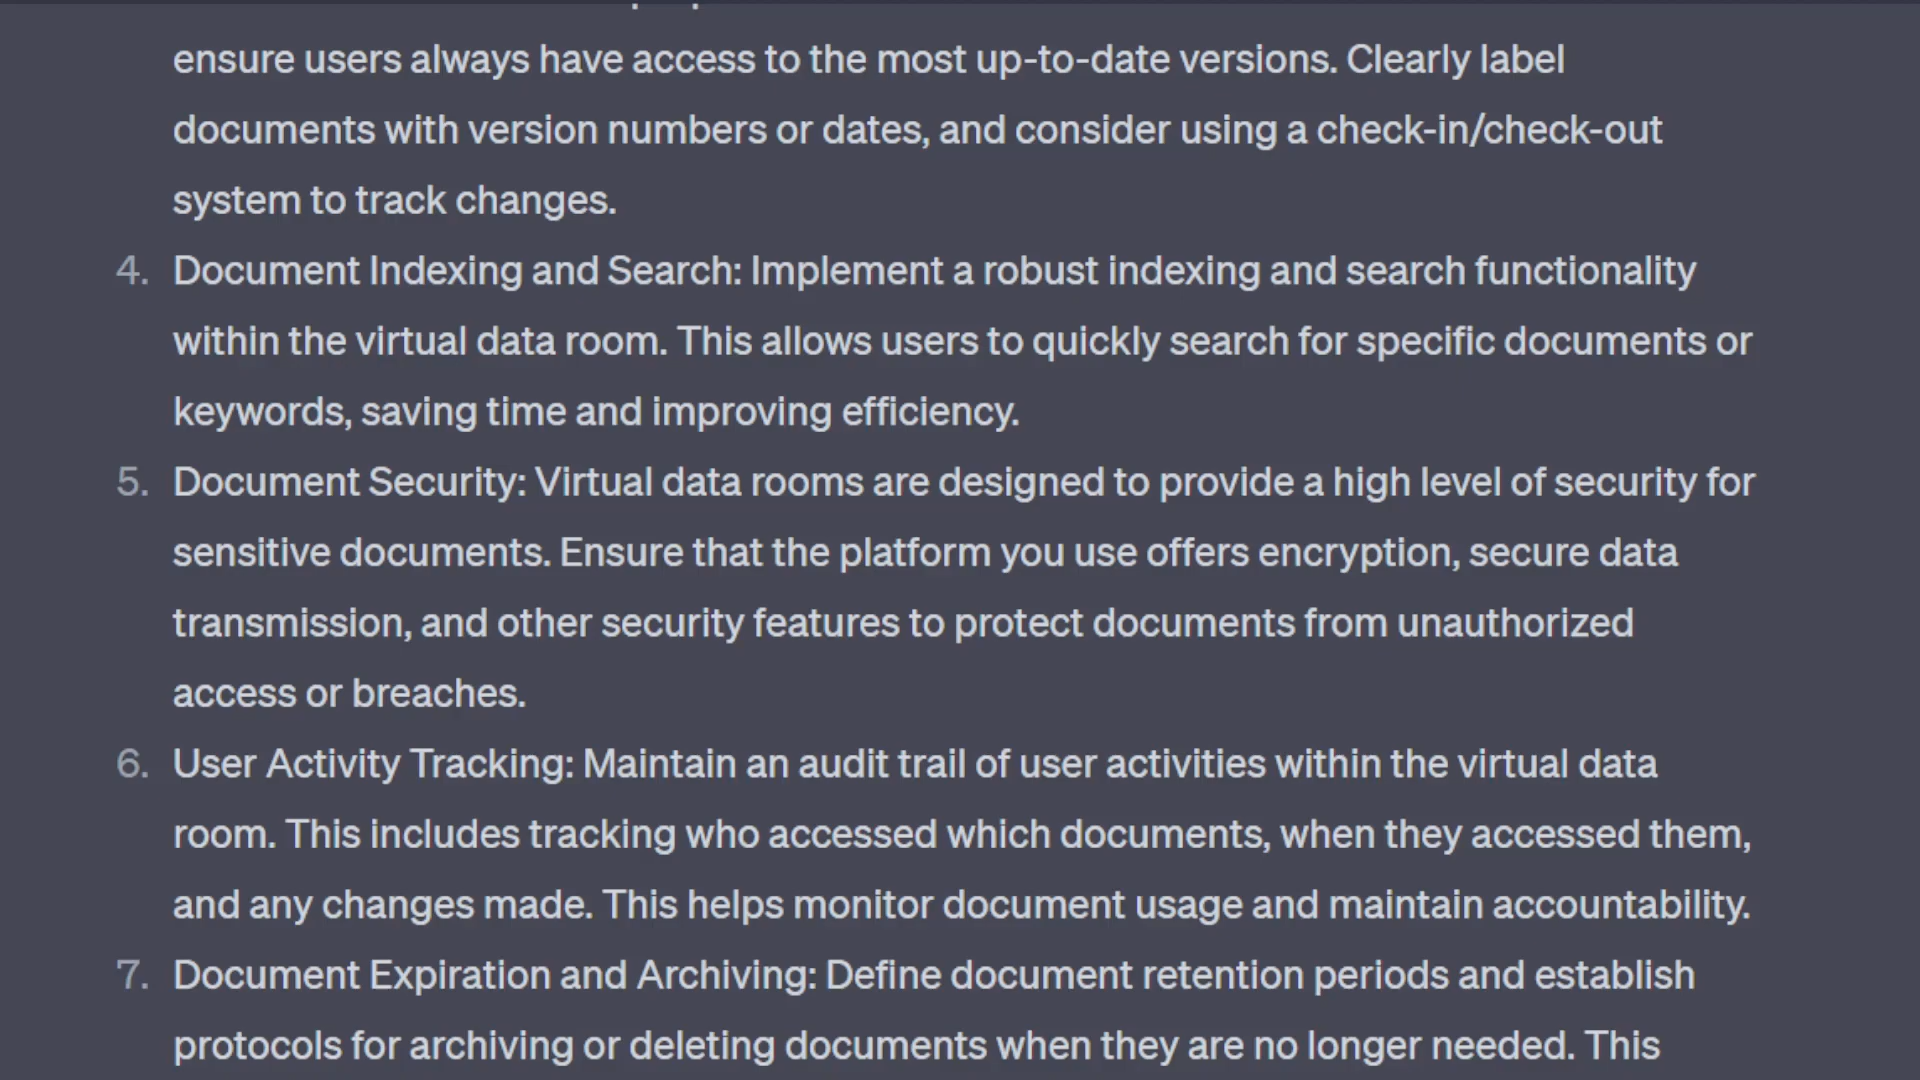 ensure users always have access to the most up-to-date versions. Clearly label
documents with version numbers or dates, and consider using a check-in/check-out
system to track changes.
4. Document Indexing and Search: Implement a robust indexing and search functionality
within the virtual data room. This allows users to quickly search for specific documents or
keywords, saving time and improving efficiency.
5. Document Security: Virtual data rooms are designed to provide a high level of security for
sensitive documents. Ensure that the platform you use offers encryption, secure data
transmission, and other security features to protect documents from unauthorized
access or breaches.
6. User Activity Tracking: Maintain an audit trail of user activities within the virtual data
room. This includes tracking who accessed which documents, when they accessed them,
and any changes made. This helps monitor document usage and maintain accountability.
7. Document Expiration and Archiving: Define document retention periods and establish
protocols for archiving or deleting documents when they are no longer needed. This